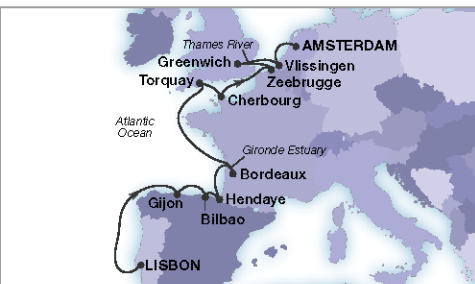 Thames River
AMSTERDAM
Greenwich
Vlissingen
Zeebrugge
Torquay
Cherbourg
Atlantic
Ocean
Gironde Estuary
Bordeaux
Gijon
Hendaye
Bilbao
LISBON